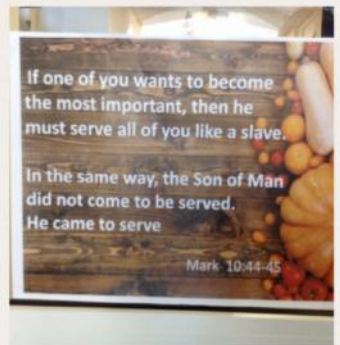 If one of you wants to become
the most important, then he
must serve all of you like a slave.
In the same way, the Son of Man
did not come to be served.
He came to serve
Mark 10:44-45